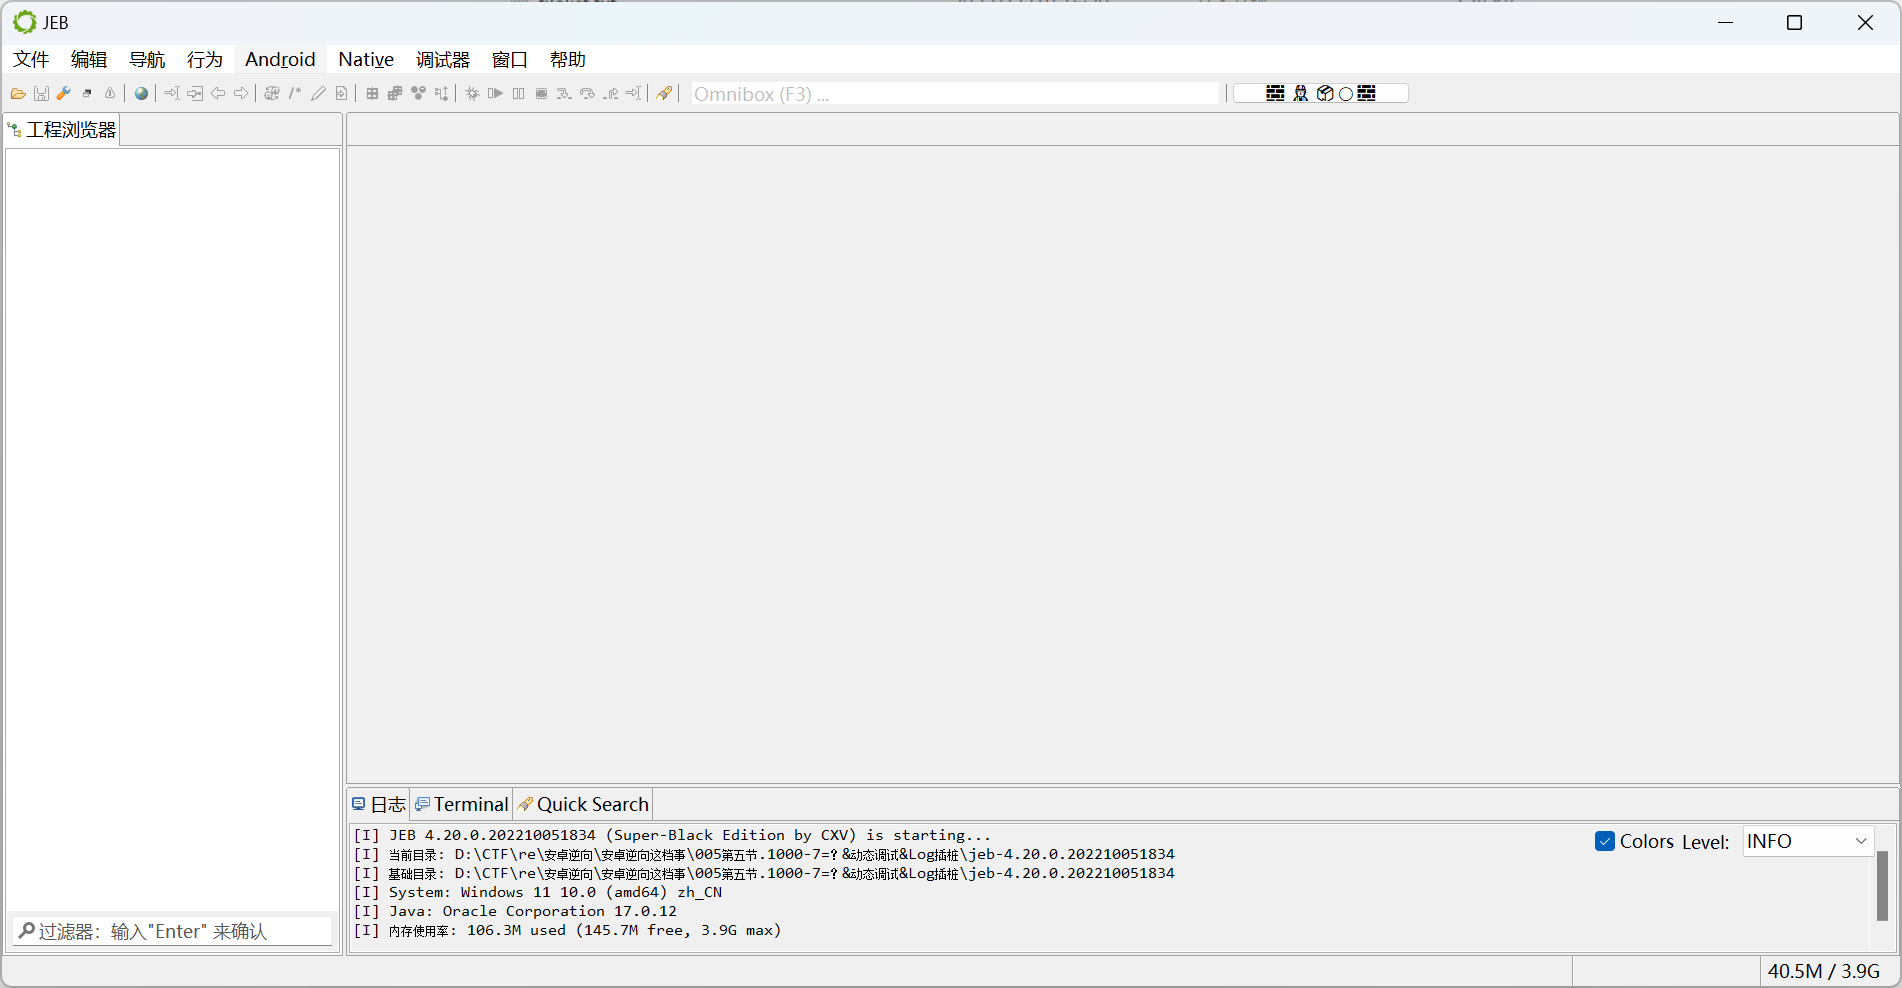 JEB
文件 编辑 导航 行为 Android Native 调试器 窗口 帮助
Omnibox (F3) ...
工程浏览器
过滤器: 输入"Enter" 来确认
日志 Terminal Quick Search
[I] JEB 4.20.0.202210051834 (Super-Black Edition by CXV) is starting...
[I] 当前目录: D:\CTF\re\安卓逆向\安卓逆向这档事\005第五节.1000-7=?&动态调试&Log插桩\jeb-4.20.0.202210051834
[I] 基础目录: D:\CTF\re\安卓逆向\安卓逆向这档事\005第五节.1000-7=?&动态调试&Log插桩\jeb-4.20.0.202210051834
[I] System: Windows 11 10.0 (amd64) zh_CN
[I] Java: Oracle Corporation 17.0.12
[I] 内存使用率: 106.3M used (145.7M free, 3.9G max)
Colors Level: INFO
40.5M / 3.9G